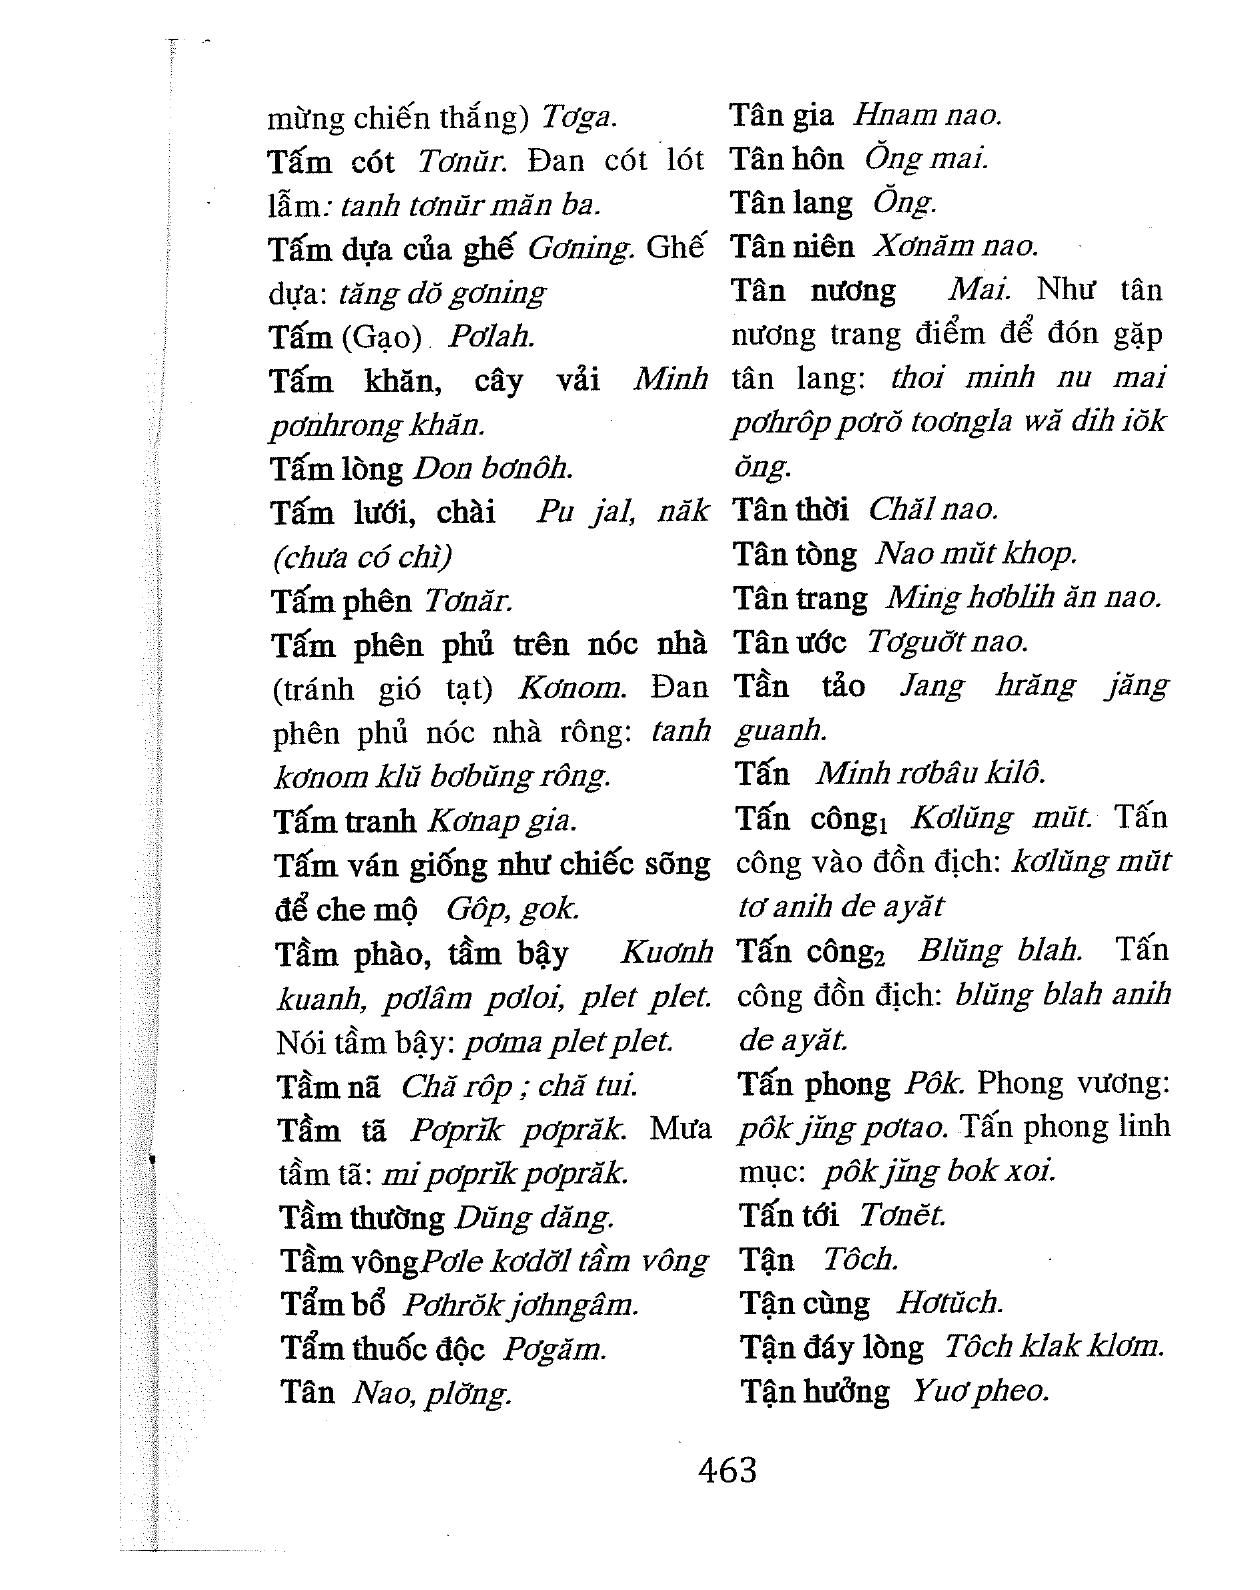 mừng chiến thắng) Tơga.
Tấm cót Tơnŭr. Đan cót lót
lẫm: tanh tơnŭr măn ba.
Tấm dựa của ghế Gơning. Ghế
dựa: tăng dŏ gơning
Tấm (Gạo) Pơlah.
Tấm khăn, cây vải Minh
pơnhrong khăn.
Tấm lòng Don bơnôh.
Tấm lưới, chài Pu jal, năk
(chưa có chì)
Tấm phên Tơnăr.
Tấm phên phủ trên nóc nhà
(tránh gió tạt) Kơnom. Đan
phên phủ nóc nhà rông: tanh
kơnom klŭ bơbŭng rông.
Tấm tranh Kơnap gia.
Tấm ván giống như chiếc sõng
để che mộ Gôp, gok.
Tầm phào, tầm bậy Kuơnh
kuanh, pơlâm pơloi, plet plet.
Nói tầm bậy: pơma plet plet.
Tầm nã Chă rôp ; chă tui.
Tầm tã Pơprĭk pơprăk. Mưa
tầm tã: mi pơprĭk pơprăk.
Tầm thường Dŭng dăng.
Tầm vôngPơle kơdơ̆l tầm vông
Tẩm bổ Pơhrŏk jơhngâm.
Tẩm thuốc độc Pơgăm.
Tân Nao, plơ̆ng.
Tân gia Hnam nao.
Tân hôn Ŏng mai.
Tân lang Ŏng.
Tân niên Xơnăm nao.
Tân nương Mai. Như tân
nương trang điểm để đón gặp
tân lang: thoi minh nu mai
pơhrôp pơrŏ toơngla wă dih iŏk
ŏng.
Tân thời Chăl nao.
Tân tòng Nao mŭt khop.
Tân trang Ming hơblih ăn nao.
Tân ước Tơguơ̆t nao.
Tần tảo Jang hrăng jăng
guanh.
Tấn Minh rơbâu kilô.
Tấn công₁ Kơlŭng mŭt. Tấn
công vào đồn địch: kơlŭng mŭt
tơ anih de ayăt
Tấn công₂ Blŭng blah. Tấn
công đồn địch: blŭng blah anih
de ayăt.
Tấn phong Pôk. Phong vương:
pôk jĭng pơtao. Tấn phong linh
mục: pôk jĭng bok xoi.
Tấn tới Tơnĕt.
Tận Tôch.
Tận cùng Hơtŭch.
Tận đáy lòng Tôch klak klơm.
Tận hưởng Yuơ pheo.
463